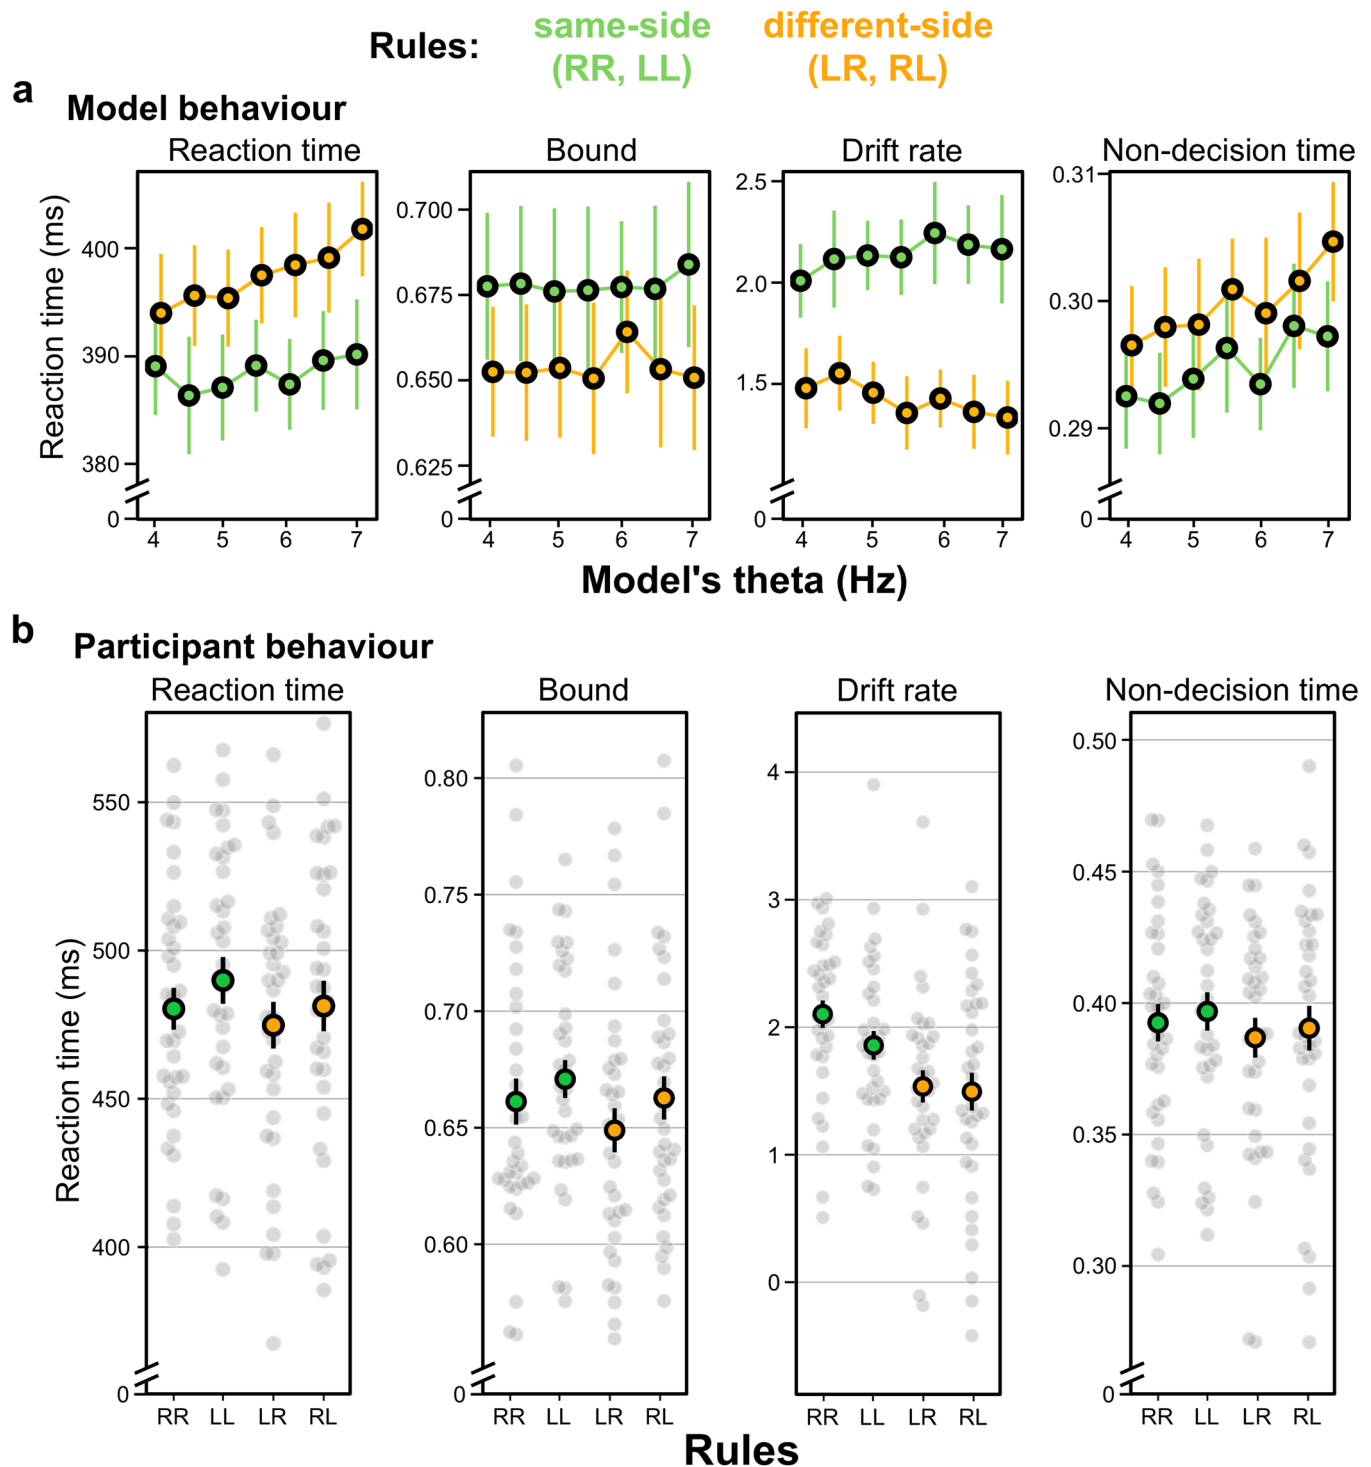 Rules:
same-side
(RR, LL)
different-side
(LR, RL)
a
Model behaviour
Reaction time
Bound
Drift rate
Non-decision time
Reaction time (ms)
400
390
380
0
4 5 6 7
0.700
0.675
0.650
0.625
0
4 5 6 7
2.5
2.0
1.5
0
4 5 6 7
0.31
0.30
0.29
0
4 5 6 7
Model's theta (Hz)
b
Participant behaviour
Reaction time
Bound
Drift rate
Non-decision time
Reaction time (ms)
550
500
450
400
0
RR LL LR RL
0.80
0.75
0.70
0.65
0.60
0
RR LL LR RL
4
3
2
1
0
RR LL LR RL
0.50
0.45
0.40
0.35
0.30
0
RR LL LR RL
Rules